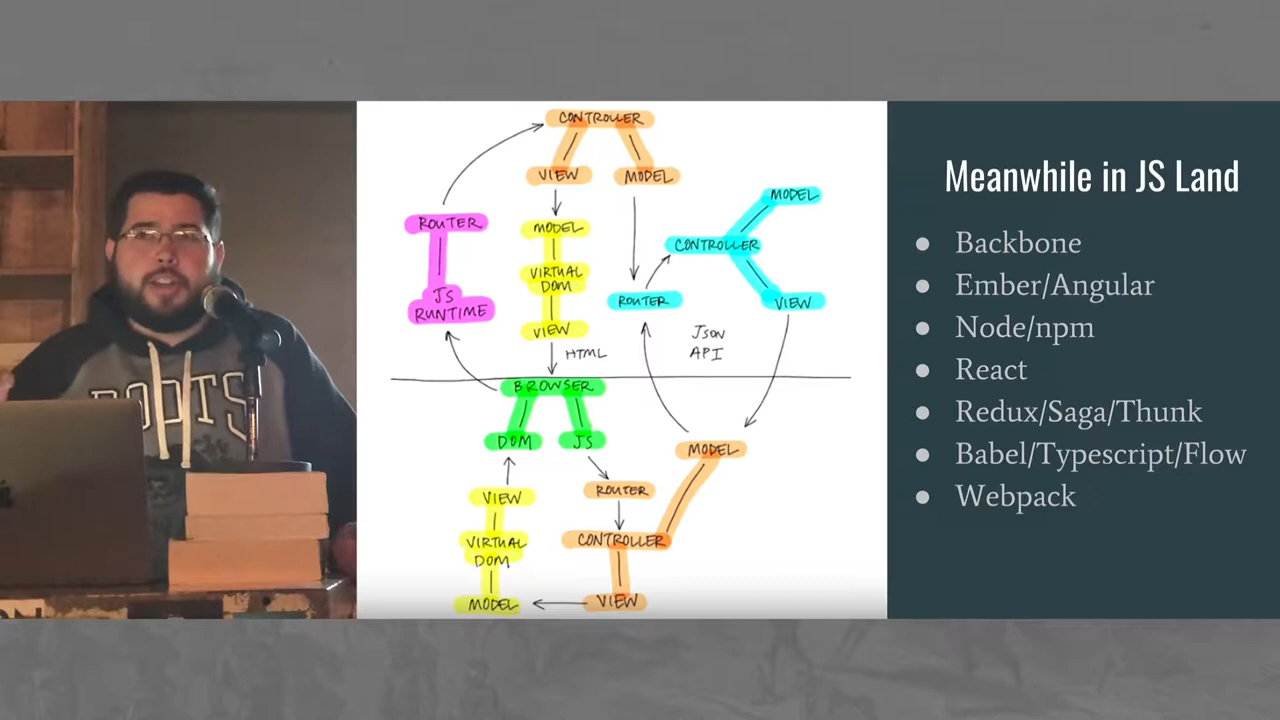 ROOTS
CONTROLLER
VIEW
MODEL
ROUTER
JS
RUNTIME
MODEL
VIRTUAL
DOM
VIEW
HTML
MODEL
CONTROLLER
ROUTER
VIEW
JSON
API
BROWSER
DOM
JS
VIEW
VIRTUAL
DOM
MODEL
ROUTER
CONTROLLER
VIEW
MODEL
Meanwhile in JS Land
● Backbone
● Ember/Angular
● Node/npm
● React
● Redux/Saga/Thunk
● Babel/Typescript/Flow
● Webpack